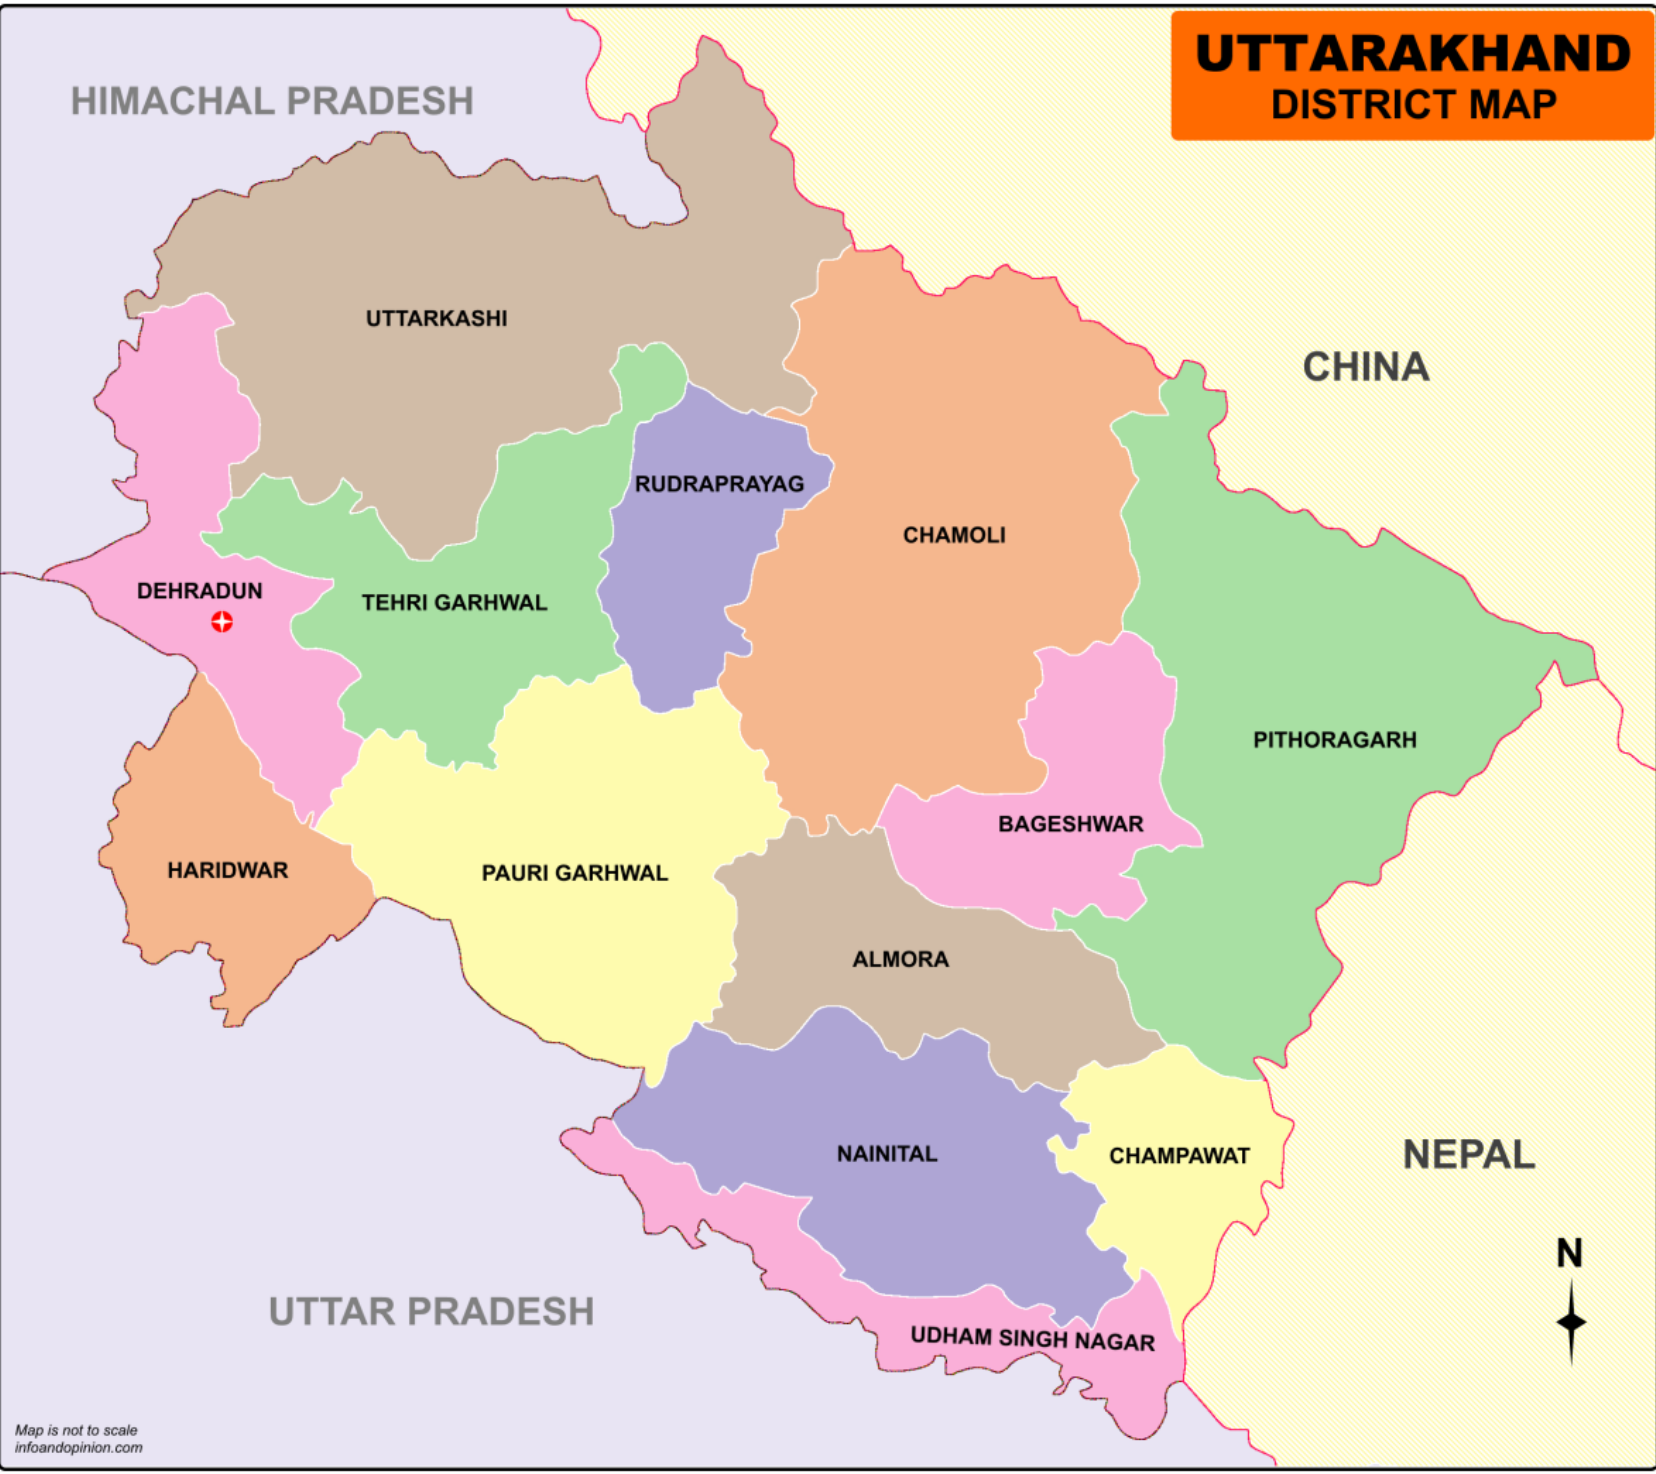 UTTARAKHAND
DISTRICT MAP
HIMACHAL PRADESH
UTTARKASHI
CHINA
RUDRAPRAYAG
CHAMOLI
DEHRADUN
TEHRI GARHWAL
PITHORAGARH
BAGESHWAR
HARIDWAR
PAURI GARHWAL
ALMORA
NAINITAL
CHAMPAWAT
NEPAL
N
UTTAR PRADESH
UDHAM SINGH NAGAR
Map is not to scale
infoandopinion.com